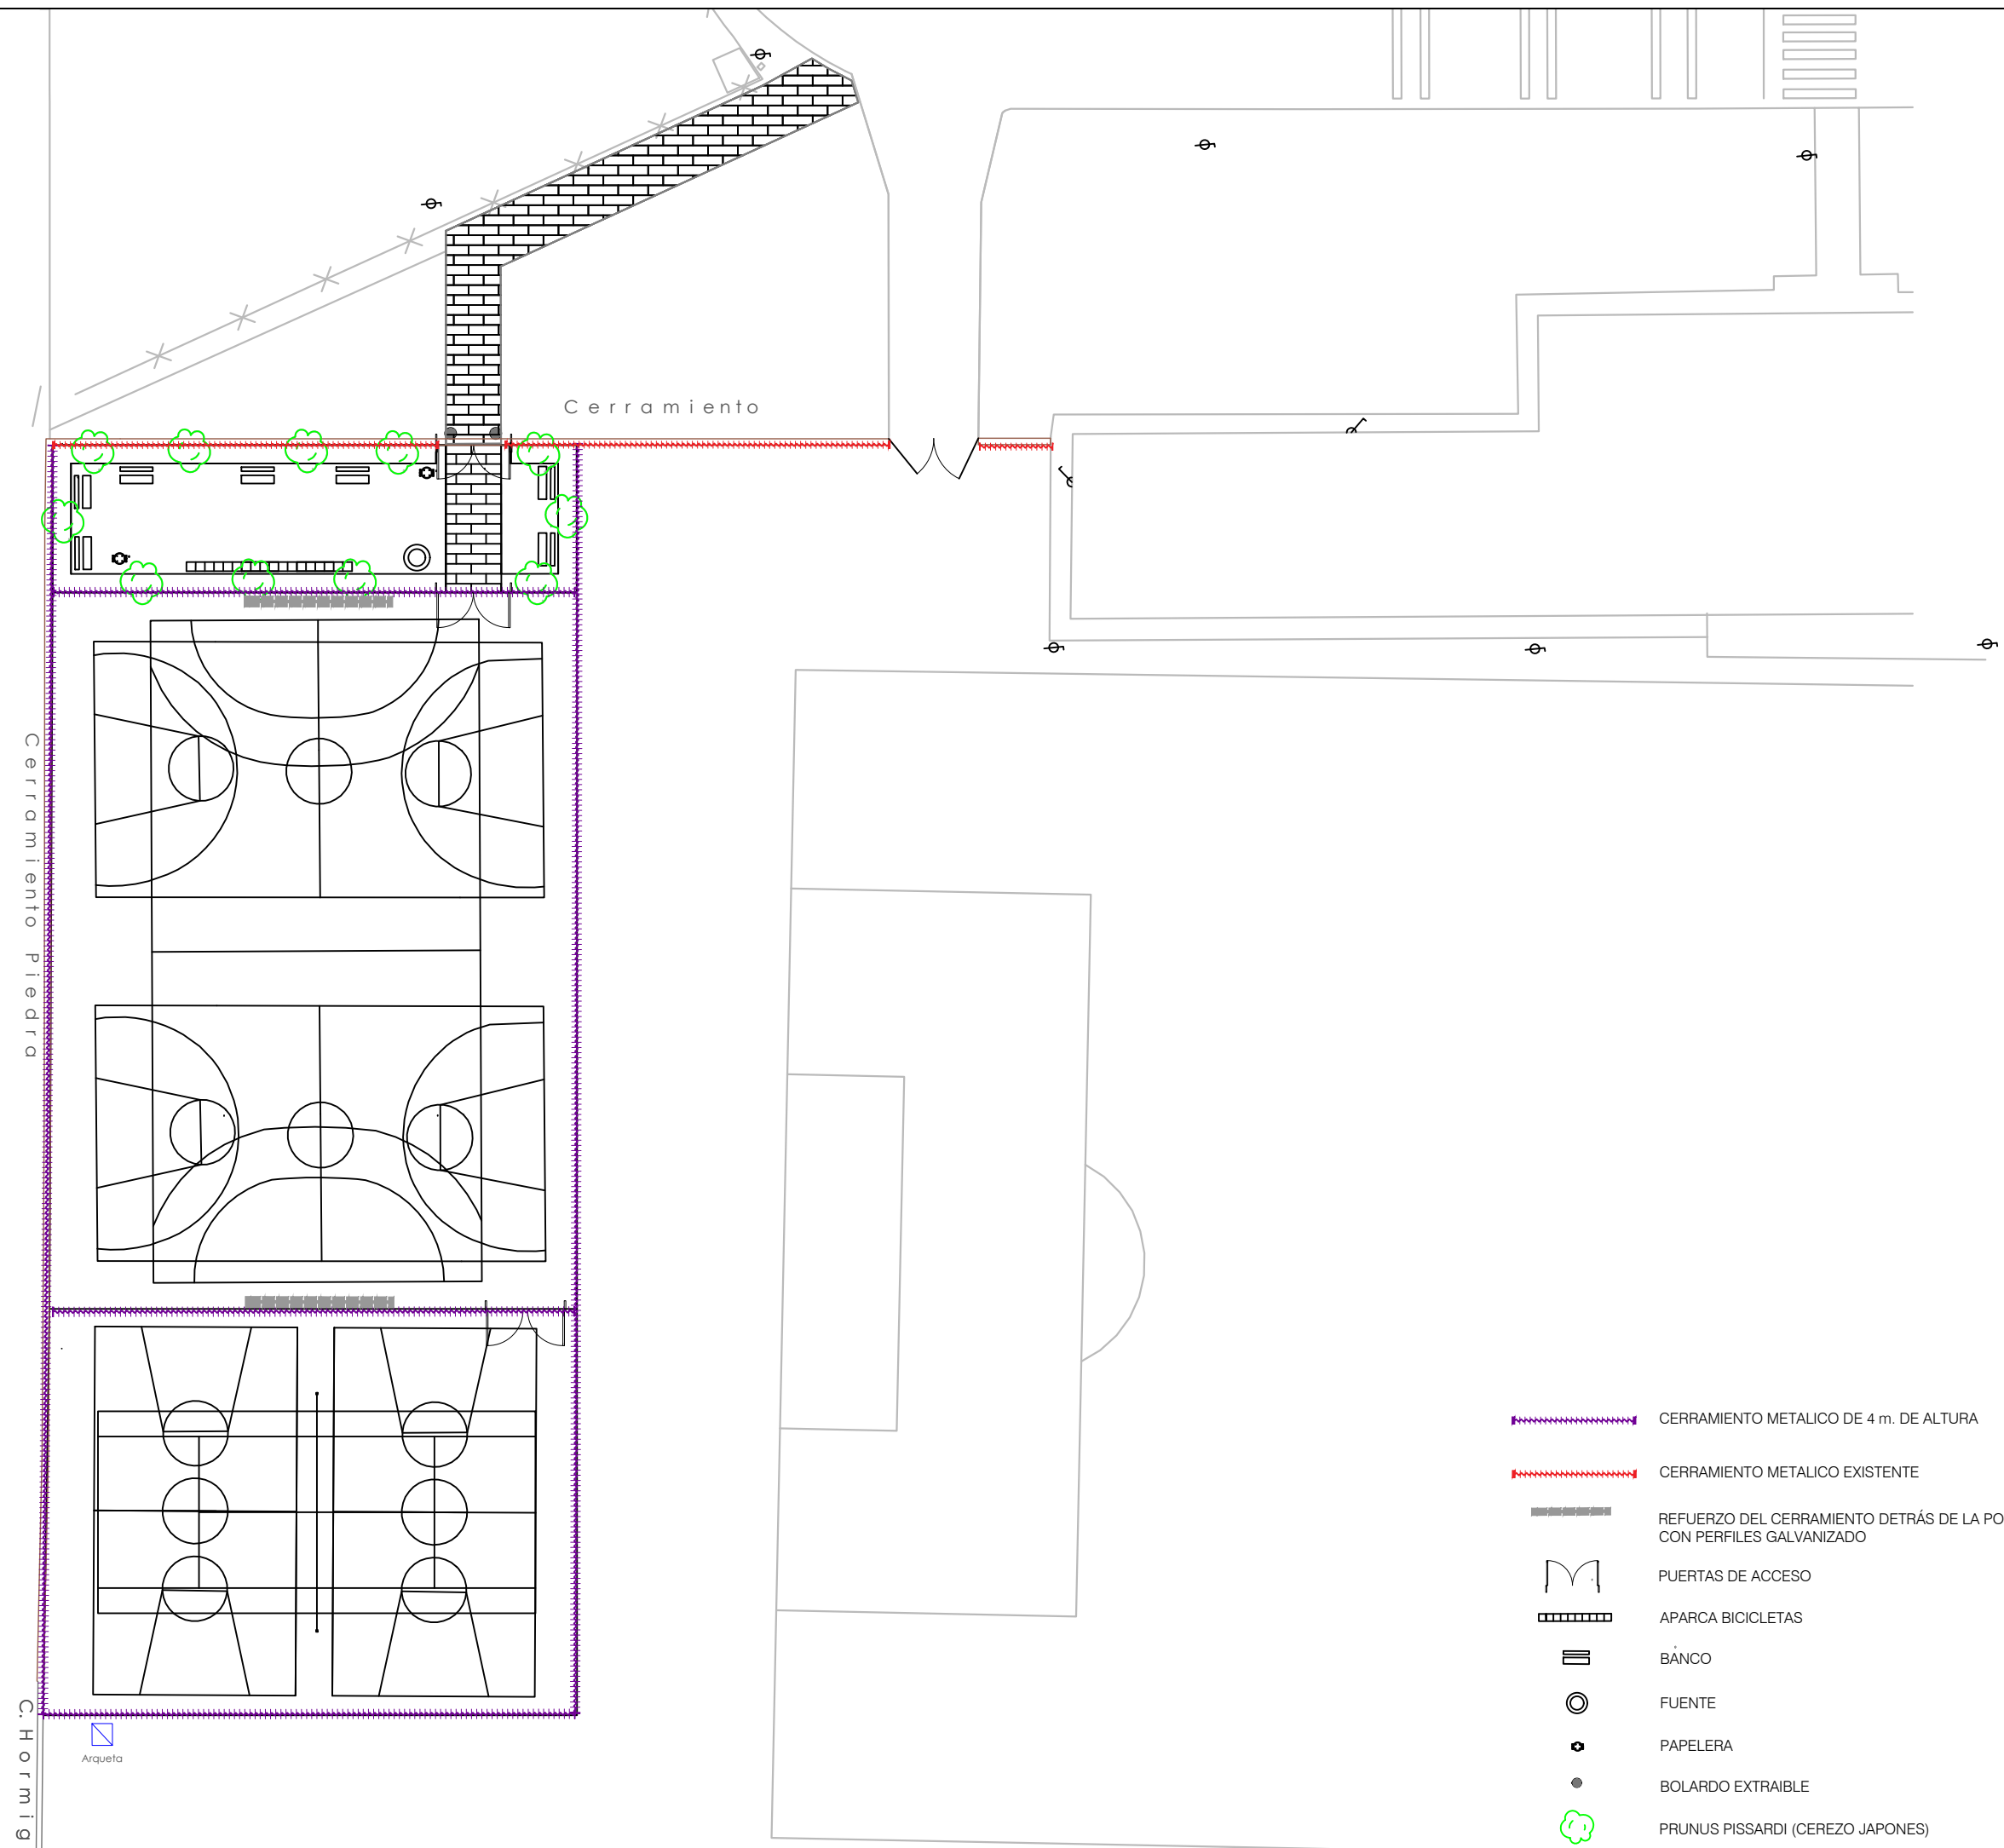 Cerramiento
Cerramiento Piedra
C. Hormig
Arqueta
CERRAMIENTO METALICO DE 4 m. DE ALTURA
CERRAMIENTO METALICO EXISTENTE
REFUERZO DEL CERRAMIENTO DETRÁS DE LA PO
CON PERFILES GALVANIZADO
PUERTAS DE ACCESO
APARCA BICICLETAS
BANCO
FUENTE
PAPELERA
BOLARDO EXTRAIBLE
PRUNUS PISSARDI (CEREZO JAPONES)